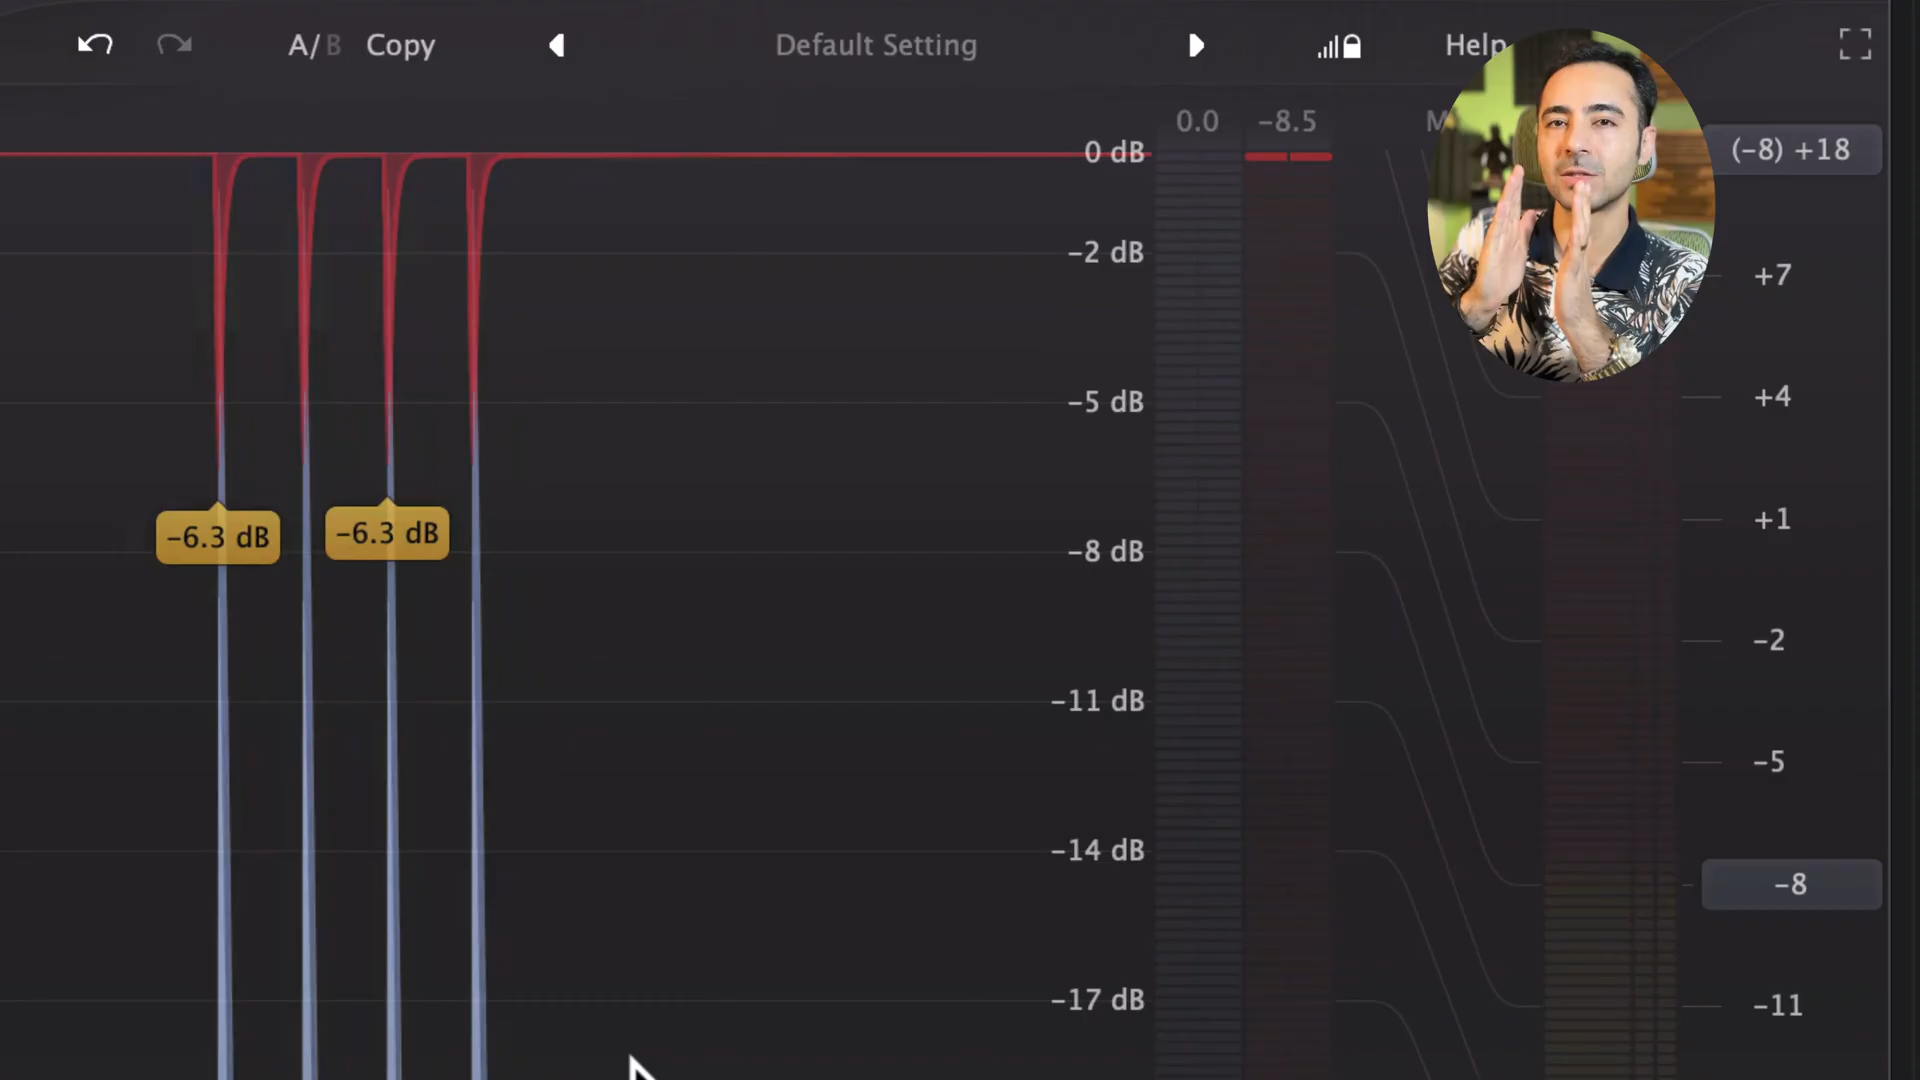 A/B Copy Default Setting Help
0.0 -8.5 M
0 dB
-2 dB
-5 dB
-8 dB
-11 dB
-14 dB
-17 dB
-6.3 dB
-6.3 dB
(-8) +18
+7
+4
+1
-2
-5
-8
-11